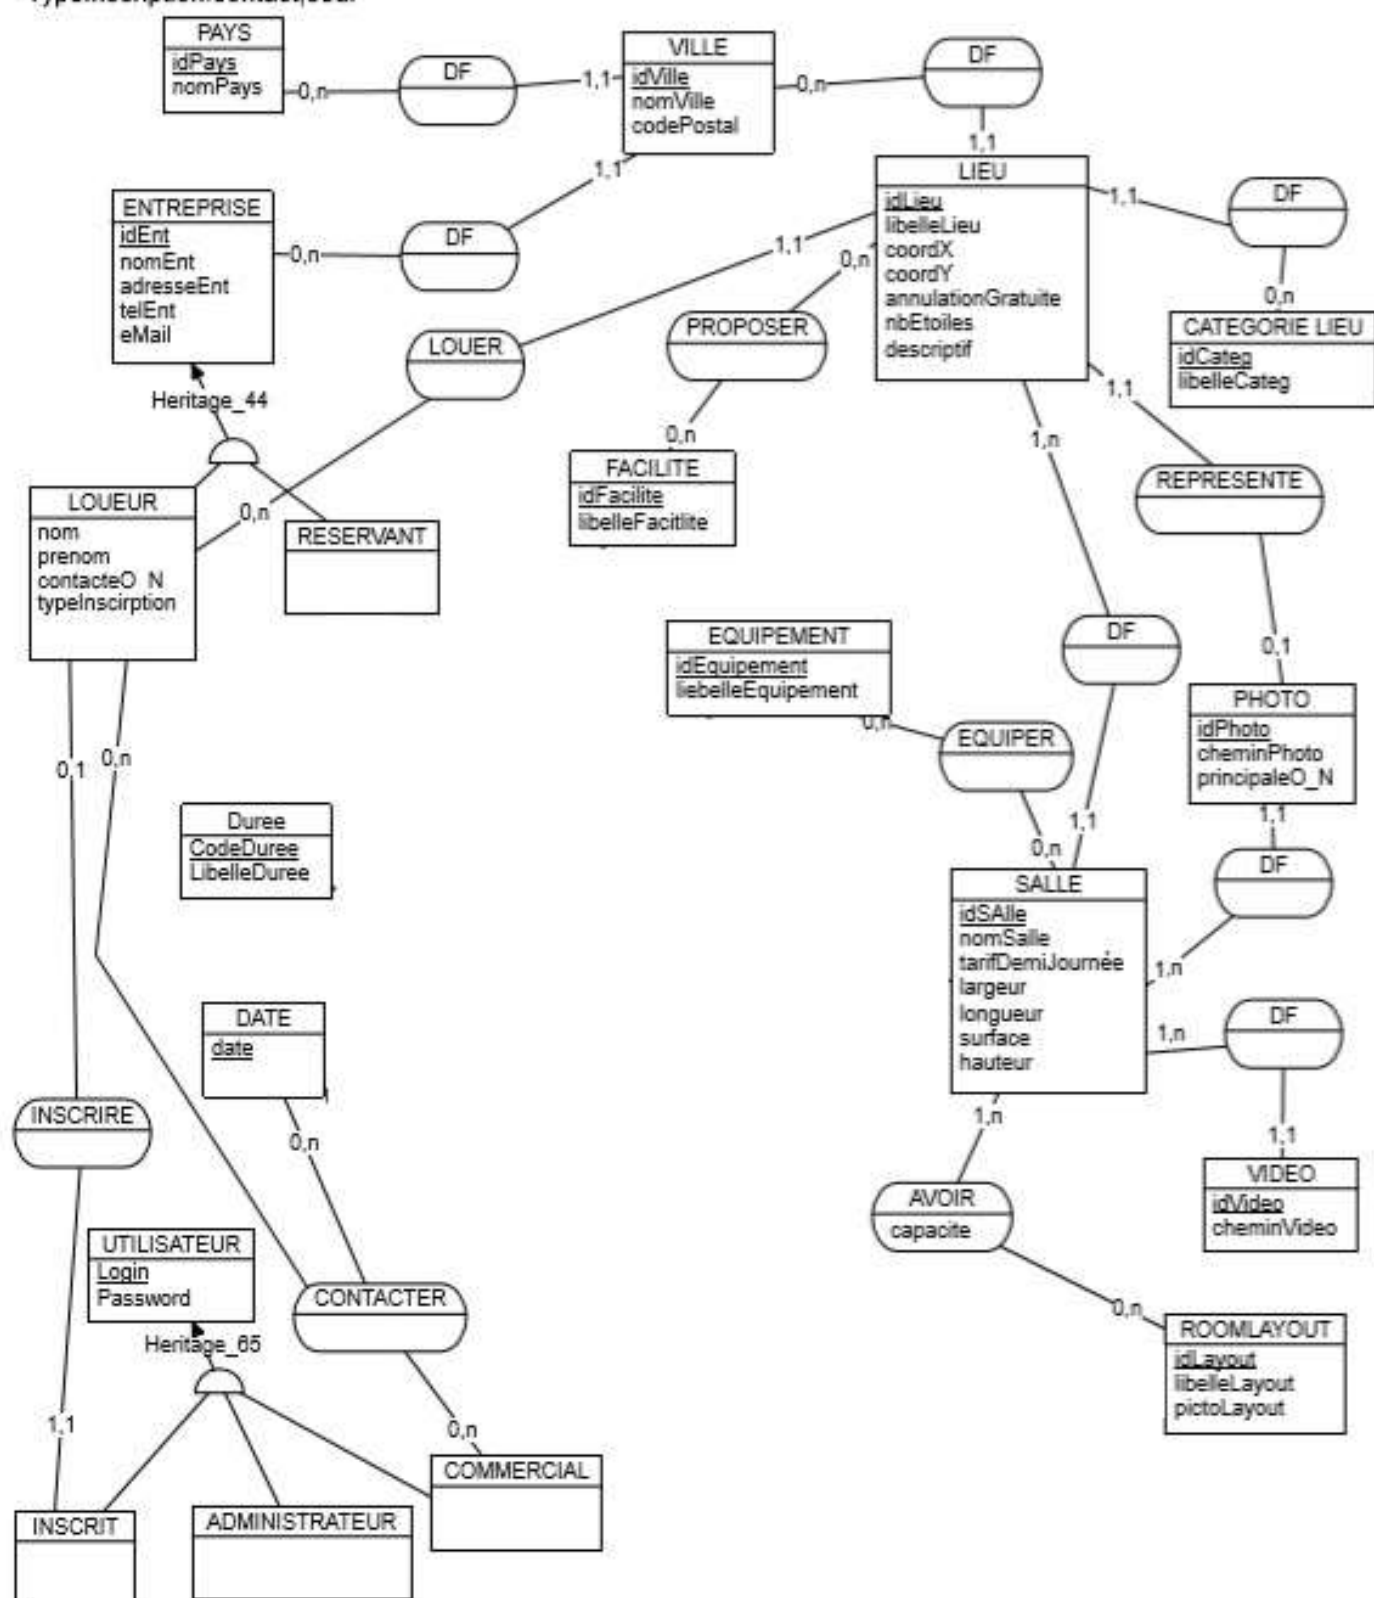 PAYS
idPays
nomPays
0,n
DF
1,1
VILLE
idVille
nomVille
codePostal
0,n
DF
1,1
1,1
LIEU
idLieu
libelleLieu
coordX
coordY
annulationGratuite
nbEtoiles
descriptif
1,1
DF
0,n
CATEGORIE LIEU
idCateg
libelleCateg
ENTREPRISE
idEnt
nomEnt
adresseEnt
telEnt
eMail
0,n
DF
1,1
0,n
LOUER
PROPOSER
Heritage_44
0,n
FACILITE
idFacilite
libelleFacitlite
1,n
1,1
REPRESENTE
LOUEUR
nom
prenom
contacteO_N
typeInscirption
0,n
RESERVANT
EQUIPEMENT
idEquipement
liebelleEquipement
0,n
EQUIPER
0,n
DF
1,1
0,1
PHOTO
idPhoto
cheminPhoto
principaleO_N
1,1
DF
1,n
0,1
0,n
Duree
CodeDuree
LibelleDuree
SALLE
idSAlle
nomSalle
tarifDemiJournée
largeur
longueur
surface
hauteur
1,n
DF
1,1
VIDEO
idVideo
cheminVideo
DATE
date
0,n
INSCRIRE
1,n
AVOIR
capacite
0,n
ROOMLAYOUT
idLayout
libelleLayout
pictoLayout
UTILISATEUR
Login
Password
Heritage_65
CONTACTER
0,n
1,1
COMMERCIAL
INSCRIT
ADMINISTRATEUR